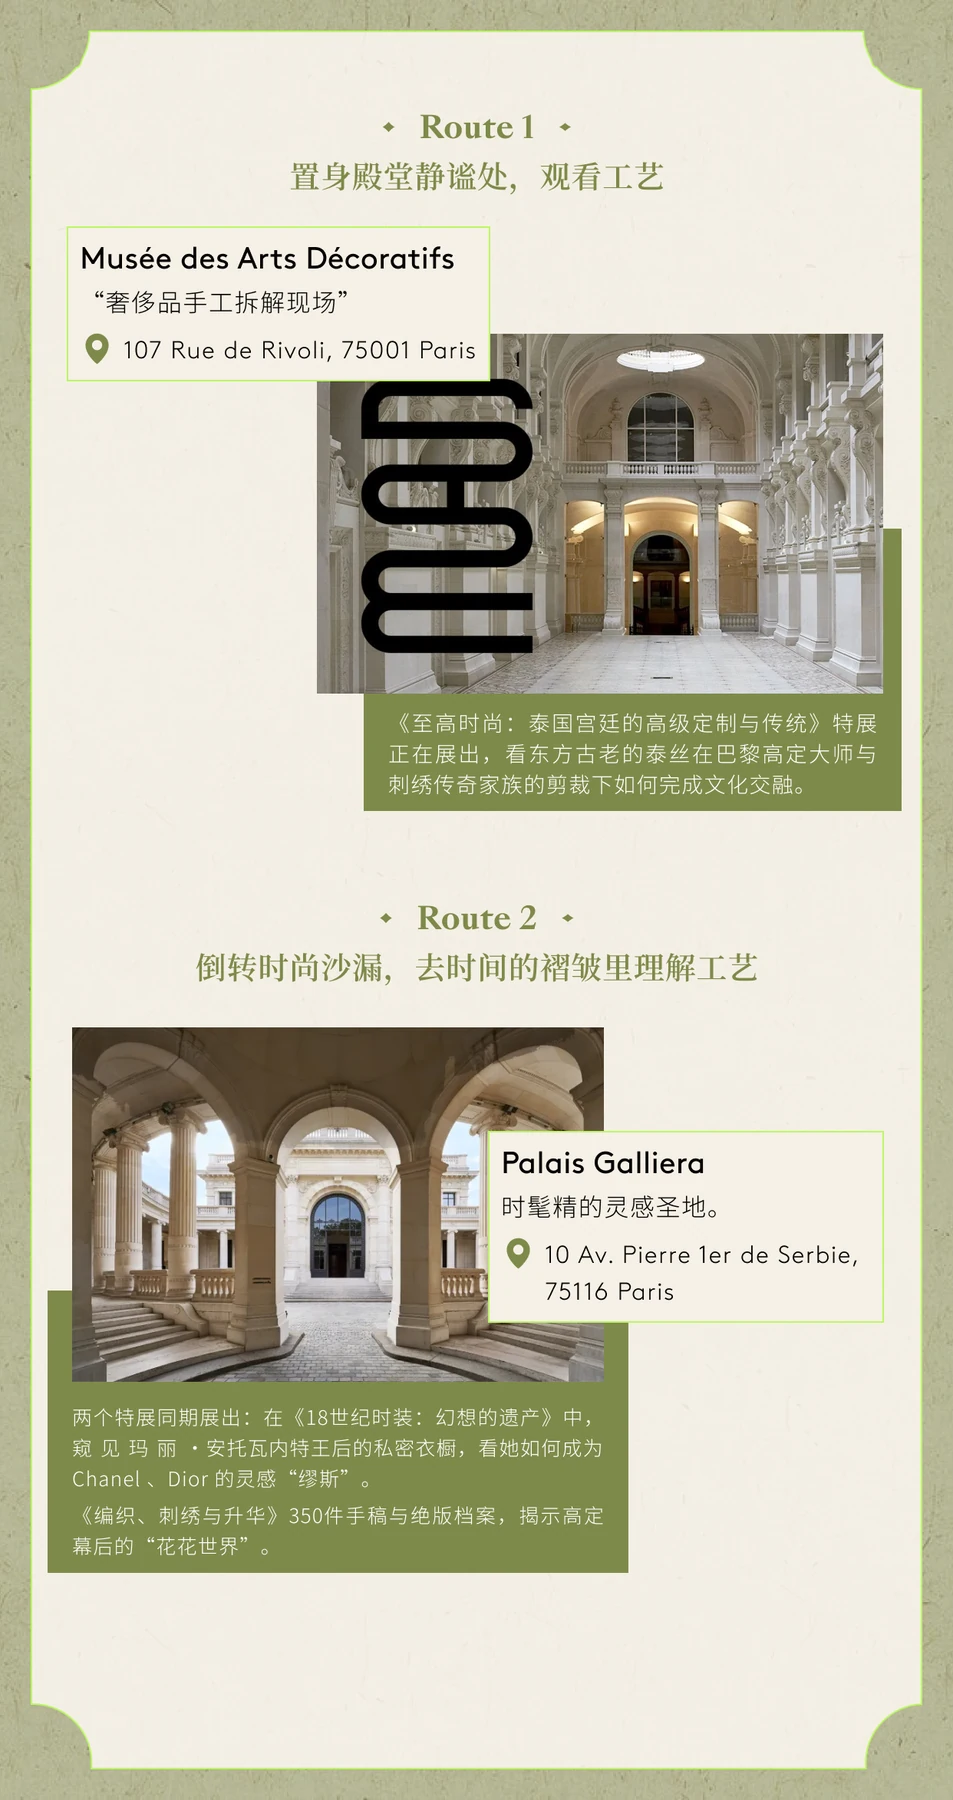 Route 1
置身殿堂静谧处，观看工艺
Musée des Arts Décoratifs
“奢侈品手工拆解现场”
107 Rue de Rivoli, 75001 Paris
MAD
《至高时尚：泰国宫廷的高级定制与传统》特展
正在展出，看东方古老的泰丝在巴黎高定大师与
刺绣传奇家族的剪裁下如何完成文化交融。
Route 2
倒转时尚沙漏，去时间的褶皱里理解工艺
Palais Galliera
时髦精的灵感圣地。
10 Av. Pierre 1er de Serbie,
75116 Paris
两个特展同期展出：在《18世纪时装：幻想的遗产》中，
窥见玛丽·安托瓦内特王后的私密衣橱，看她如何成为
Chanel 、Dior 的灵感“缪斯”。
《编织、刺绣与升华》350件手稿与绝版档案，揭示高定
幕后的“花花世界”。